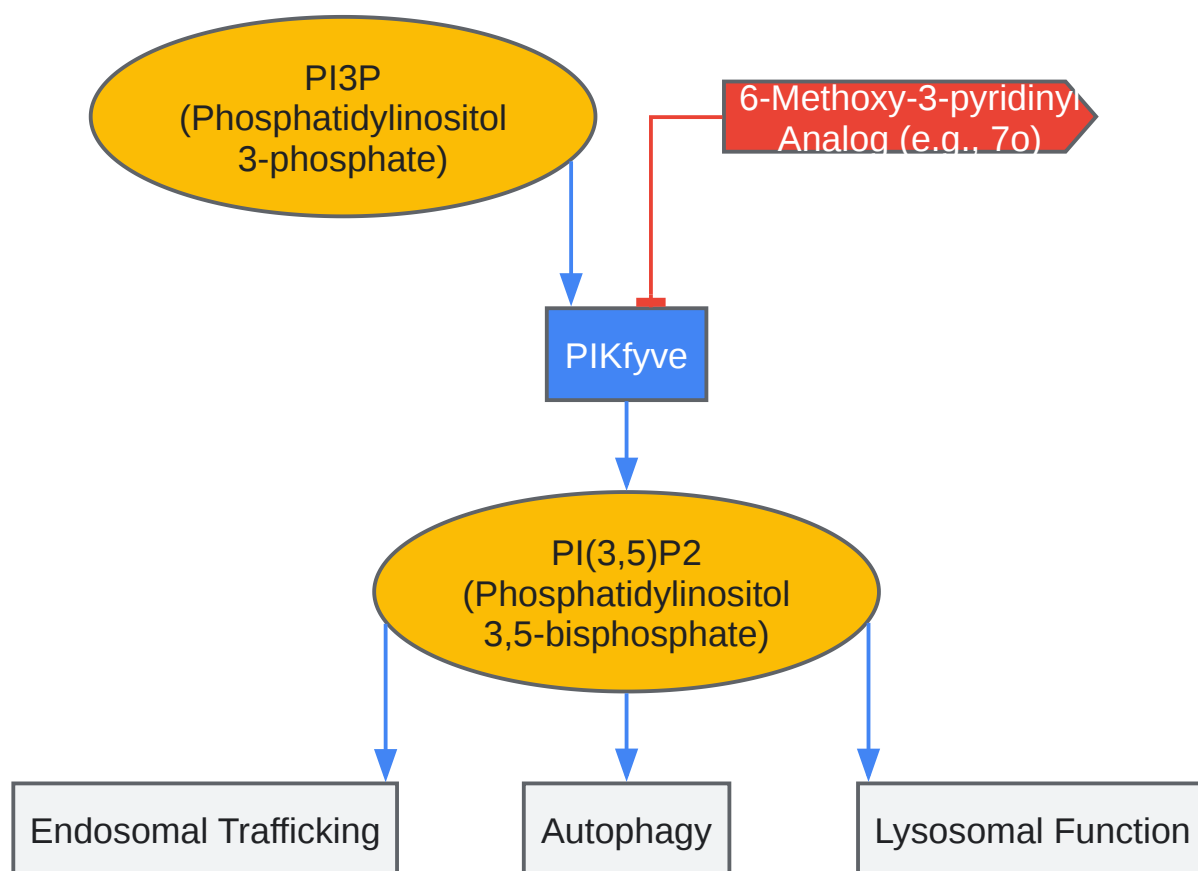 PI3P
(Phosphatidylinositol
3-phosphate)
6-Methoxy-3-pyridinyl
Analog (e.g., 7o)
PIKfyve
PI(3,5)P2
(Phosphatidylinositol
3,5-bisphosphate)
Endosomal Trafficking
Autophagy
Lysosomal Function